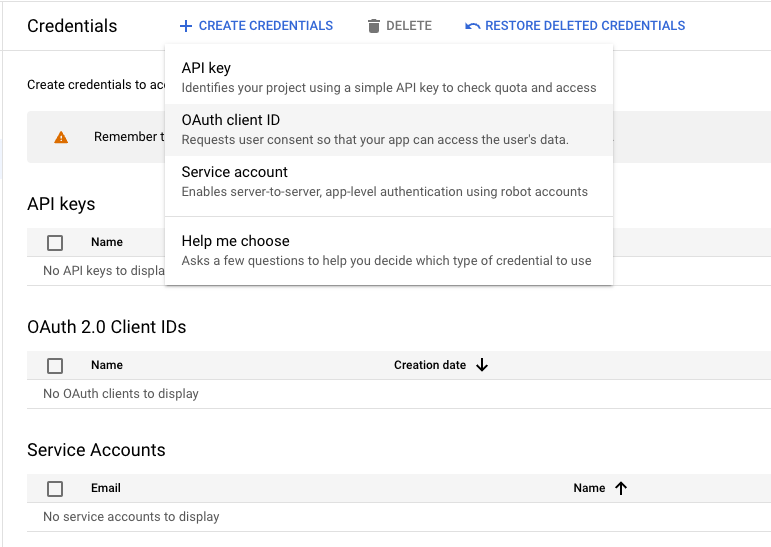 Credentials
CREATE CREDENTIALS
DELETE
RESTORE DELETED CREDENTIALS
API key
Identifies your project using a simple API key to check quota and access
Create credentials to
OAuth client ID
Requests user consent so that your app can access the user's data.
Remember
Service account
Enables server-to-server, app-level authentication using robot accounts
API keys
Help me choose
Asks a few questions to help you decide which type of credential to use
Name
No API keys to displa
OAuth 2.0 Client IDs
Name Creation date
No OAuth clients to display
Service Accounts
Email Name
No service accounts to display